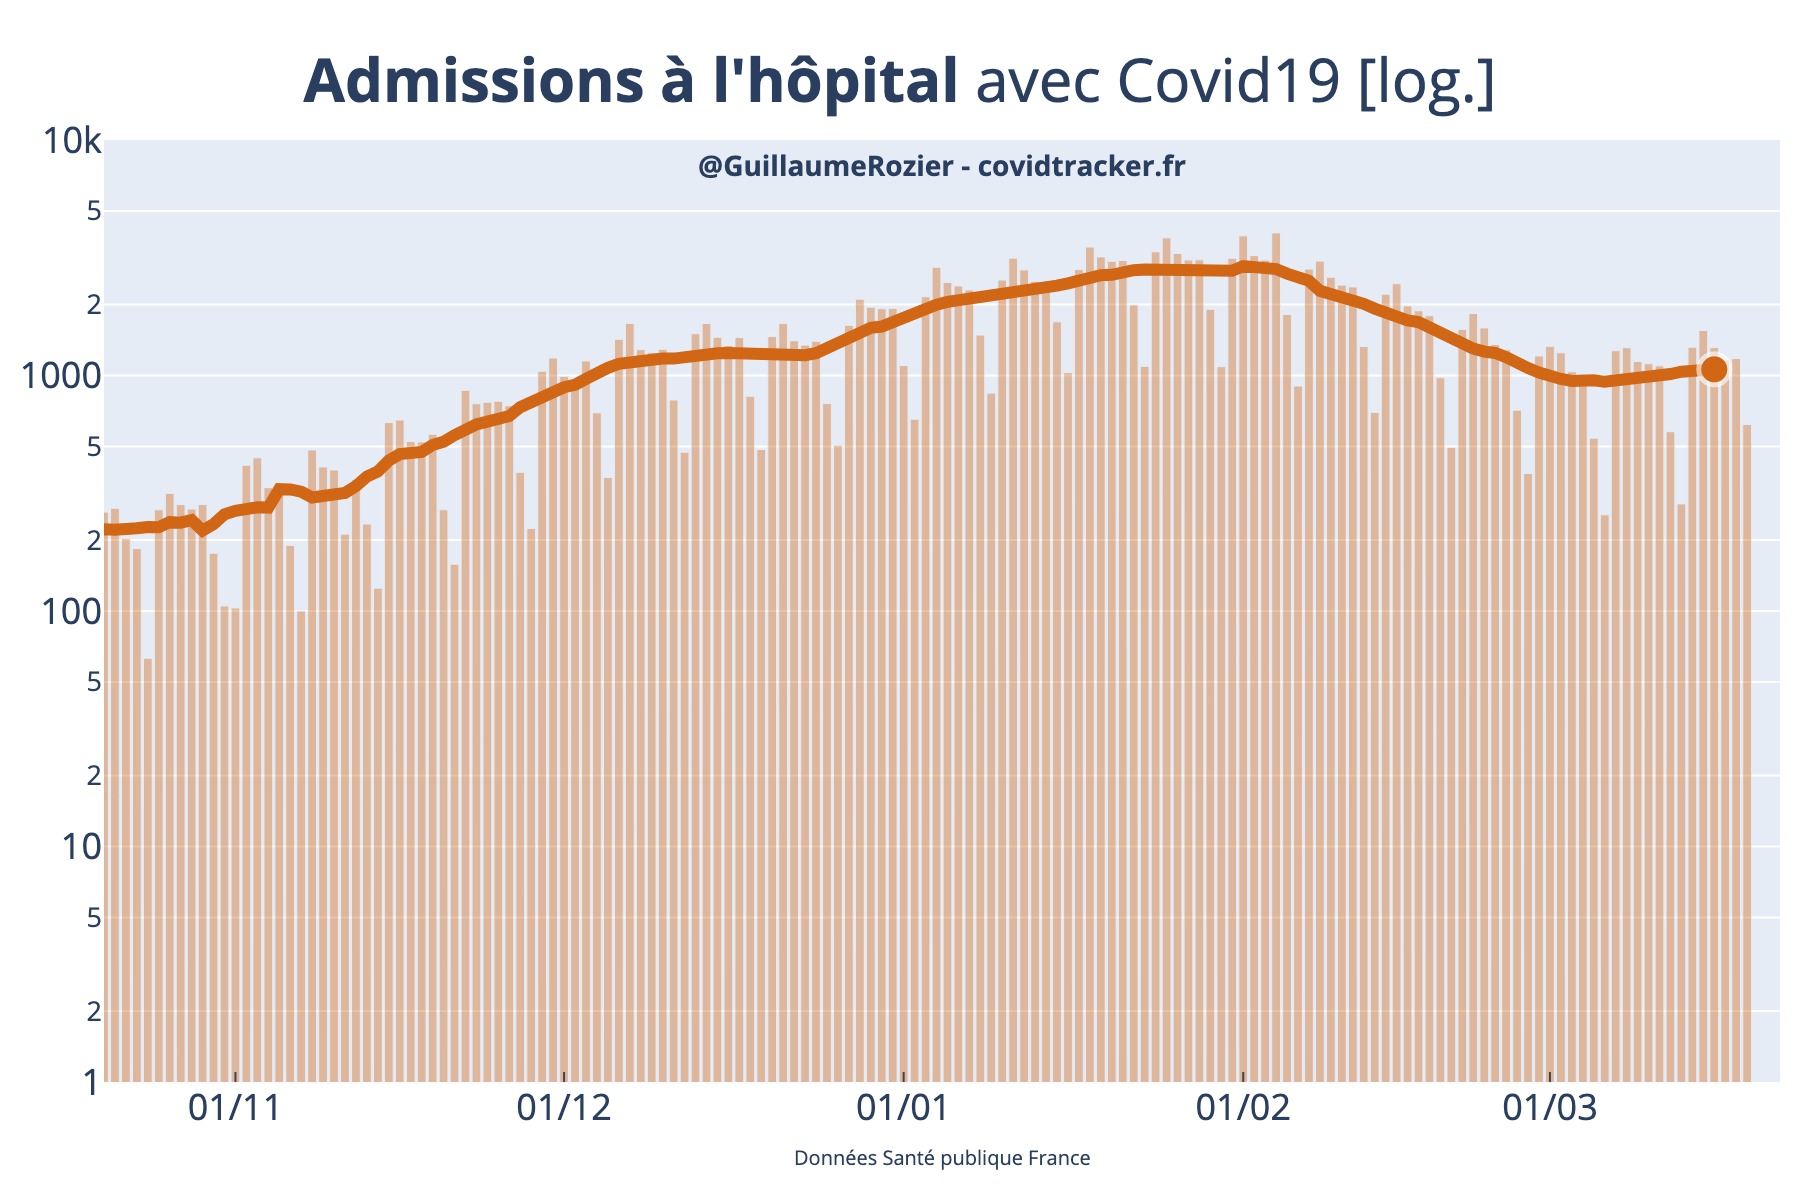 Admissions à l'hôpital avec Covid19 [log.]
@GuillaumeRozier - covidtracker.fr
10k
5
2
1000
5
2
100
5
2
10
5
2
1
01/11 01/12 01/01 01/02 01/03
Données Santé publique France